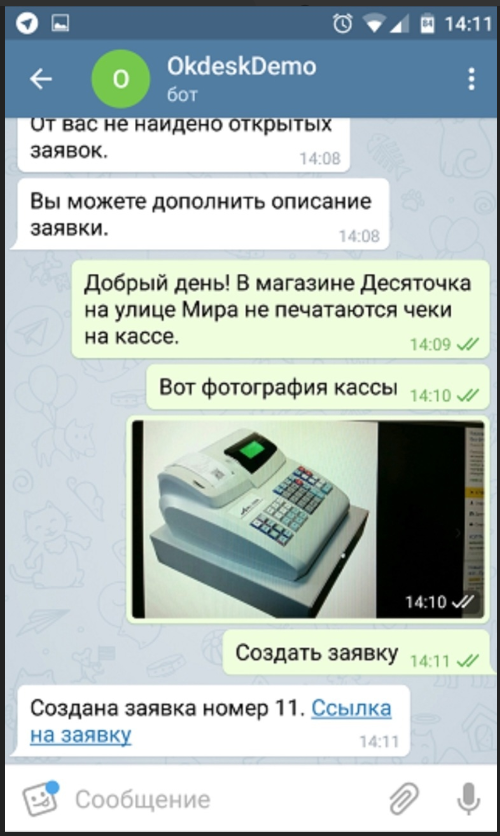 84 14:11
O
OkdeskDemo
бот
От вас не найдено открытых
заявок.
14:08
Вы можете дополнить описание
заявки.
14:08
Добрый день! В магазине Десяточка
на улице Мира не печатаются чеки
на кассе.
14:09
Вот фотография кассы 14:10
14:10
Создать заявку 14:11
Создана заявка номер 11. Ссылка
на заявку
14:11
Сообщение